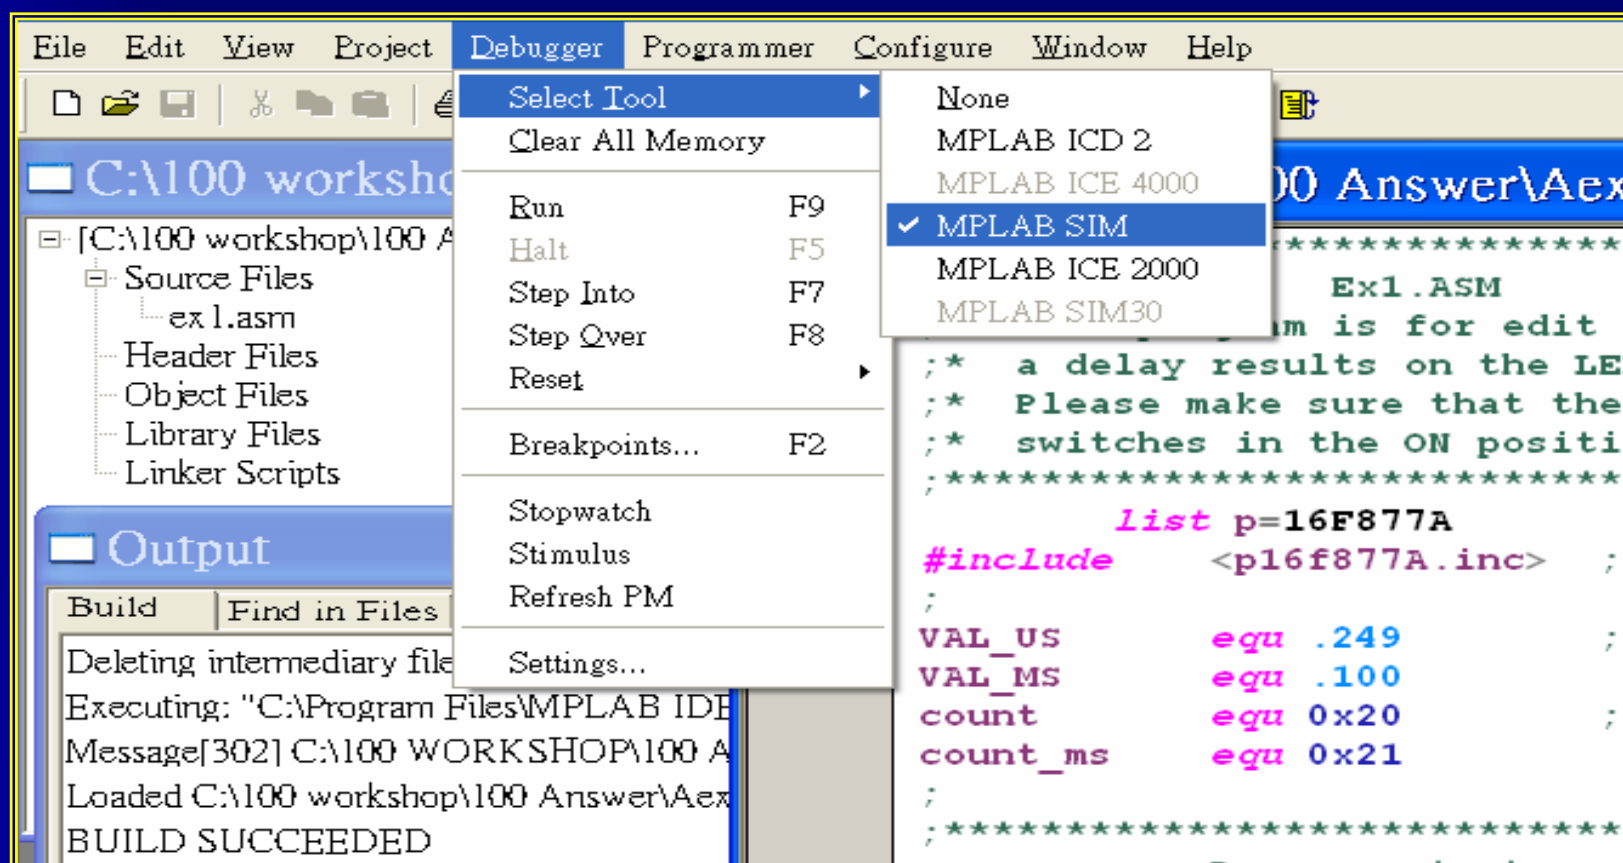 File Edit View Project Debugger Programmer Configure Window Help
Select Tool
Clear All Memory
Run F9
Halt F5
Step Into F7
Step Over F8
Reset
Breakpoints... F2
Stopwatch
Stimulus
Refresh PM
Settings...
None
MPLAB ICD 2
MPLAB ICE 4000
MPLAB SIM
MPLAB ICE 2000
MPLAB SIM30
C:\100 worksho
[C:\100 workshop\100 A
Source Files
ex1.asm
Header Files
Object Files
Library Files
Linker Scripts
Output
Build Find in Files
Deleting intermediary file
Executing: "C:\Program Files\MPLAB IDE
Message[302] C:\100 WORKSHOP\100 A
Loaded C:\100 workshop\100 Answer\Aex
BUILD SUCCEEDED
00 Answer\Aex
***************
Ex1.ASM
m is for edit
;* a delay results on the LE
;* Please make sure that the
;* switches in the ON positi
;****************************
list p=16F877A
#include <p16f877A.inc> ;
;
VAL_US equ .249 ;
VAL_MS equ .100
count equ 0x20 ;
count_ms equ 0x21
;
;****************************